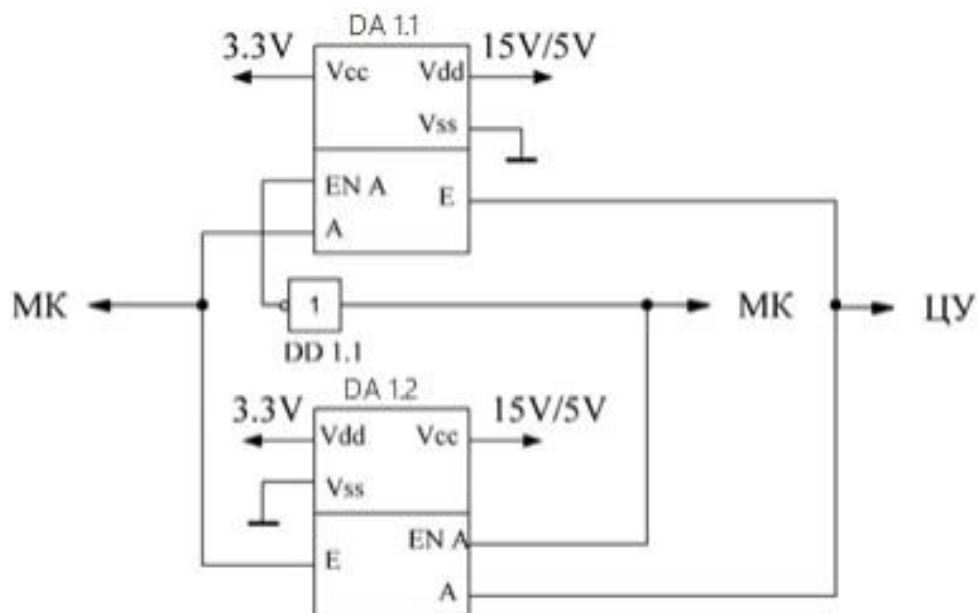 DA 1.1
3.3V 15V/5V
Vcc Vdd
Vss
EN A E
A
МК 1 МК ЦУ
DD 1.1
DA 1.2
3.3V 15V/5V
Vdd Vcc
Vss
EN A
E
A